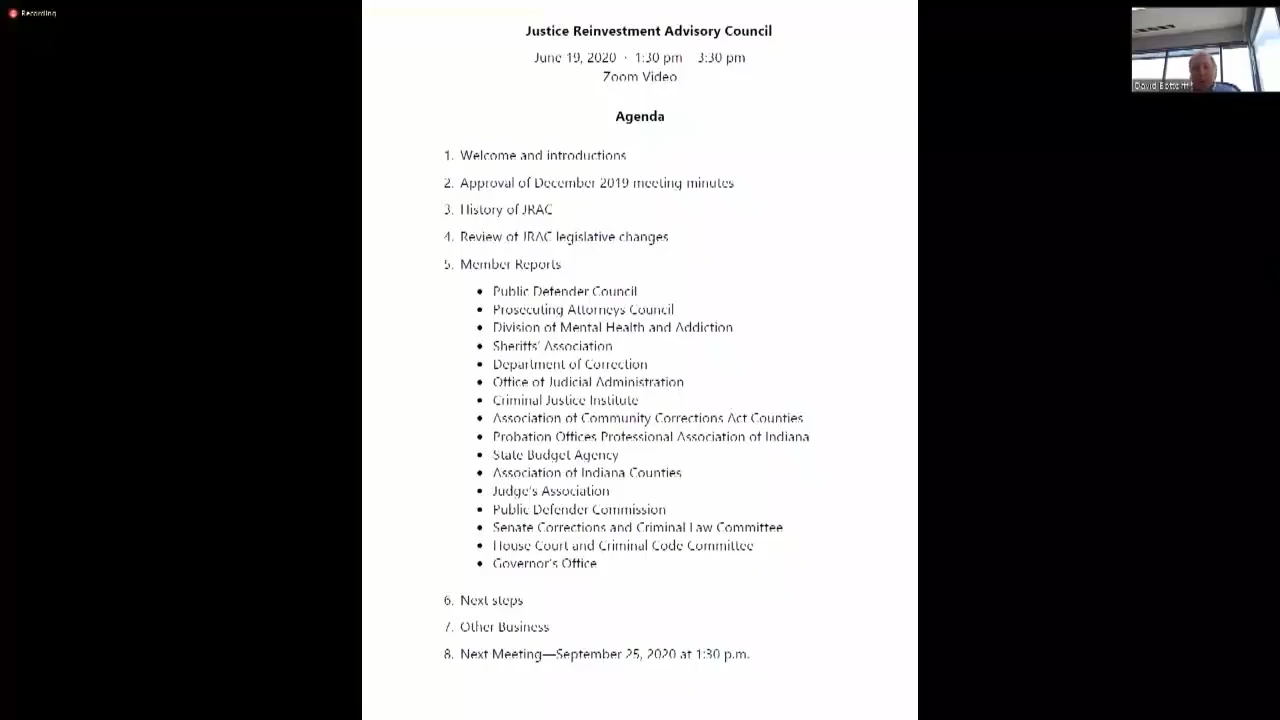 Recording
Justice Reinvestment Advisory Council
June 19, 2020 · 1:30 pm 3:30 pm
Zoom Video
David
Agenda
1. Welcome and introductions
2. Approval of December 2019 meeting minutes
3. History of JRAC
4. Review of JRAC legislative changes
5. Member Reports
• Public Defender Council
• Prosecuting Attorneys Council
• Division of Mental Health and Addiction
• Sheriffs' Association
• Department of Correction
• Office of Judicial Administration
• Criminal Justice Institute
• Association of Community Corrections Act Counties
• Probation Offices Professional Association of Indiana
• State Budget Agency
• Association of Indiana Counties
• Judge's Association
• Public Defender Commission
• Senate Corrections and Criminal Law Committee
• House Court and Criminal Code Committee
• Governor's Office
6. Next steps
7. Other Business
8. Next Meeting—September 25, 2020 at 1:30 p.m.